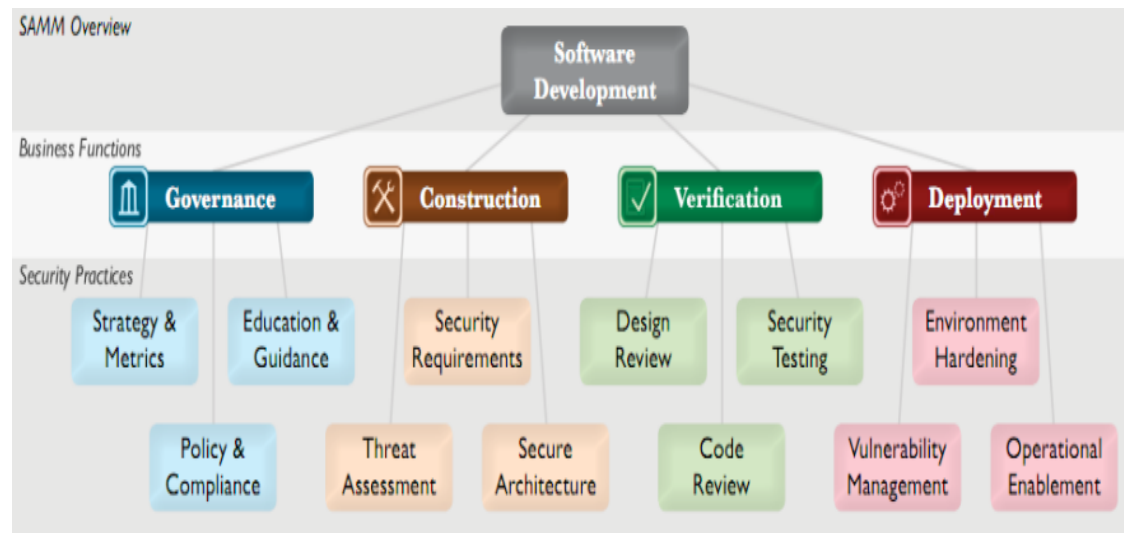 SAMM Overview
Software
Development
Business Functions
Governance
Construction
Verification
Deployment
Security Practices
Strategy &
Metrics
Education &
Guidance
Security
Requirements
Design
Review
Security
Testing
Environment
Hardening
Policy &
Compliance
Threat
Assessment
Secure
Architecture
Code
Review
Vulnerability
Management
Operational
Enablement